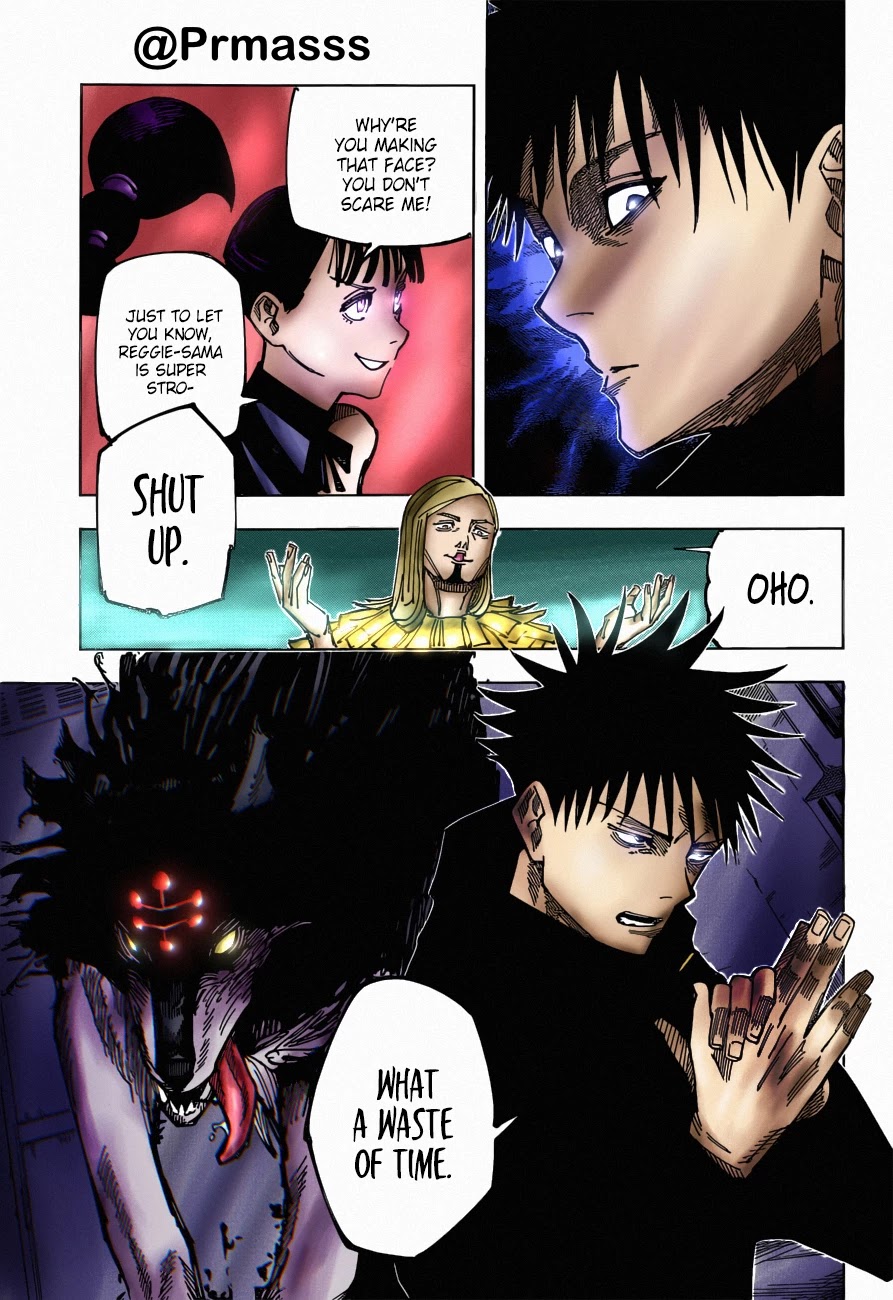 @Prmasss
WHY'RE
YOU MAKING
THAT FACE?
YOU DON'T
SCARE ME!
JUST TO LET
YOU KNOW,
REGGIE-SAMA
IS SUPER
STRO-
SHUT
UP.
OHO.
WHAT
A WASTE
OF TIME.